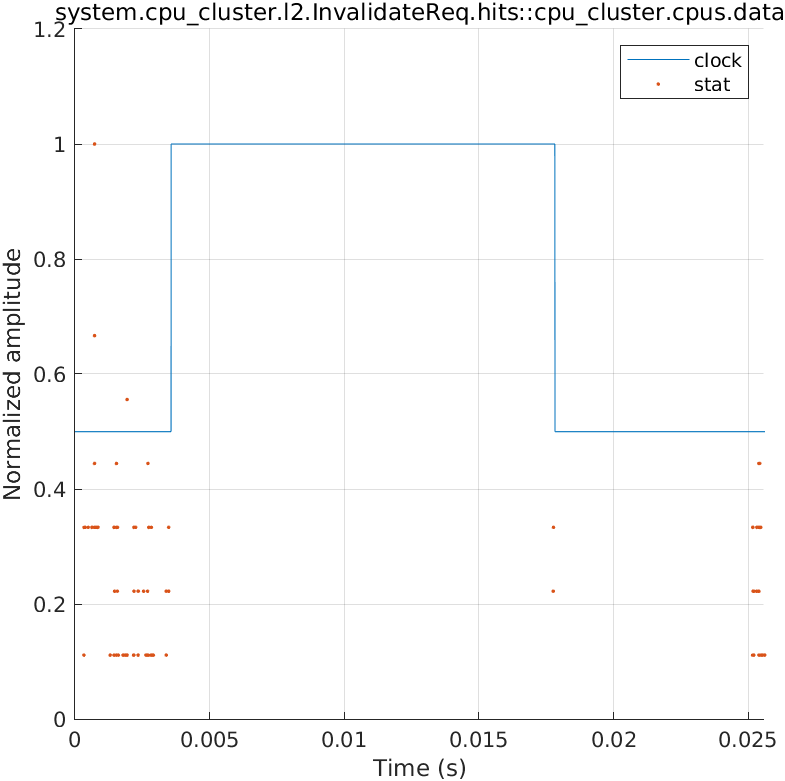 system.cpu_cluster.l2.InvalidateReq.hits::cpu_cluster.cpus.data
1.2
1
0.8
0.6
0.4
0.2
0
Normalized amplitude
clock
stat
0 0.005 0.01 0.015 0.02 0.025
Time (s)